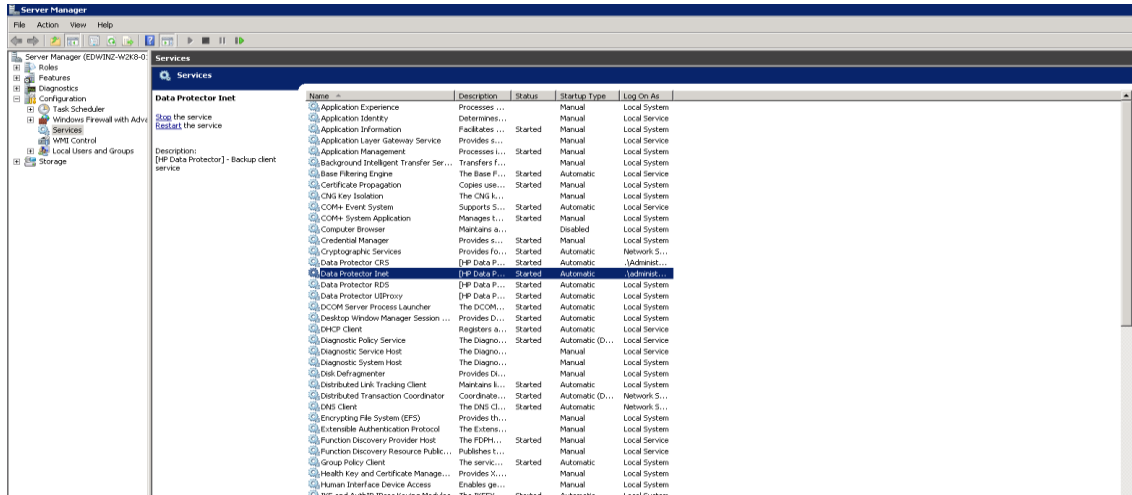 Server Manager
File Action View Help
Server Manager (EDWINZ-W2K8-0
Roles
Features
Diagnostics
Configuration
Task Scheduler
Windows Firewall with Adva
Services
WMI Control
Local Users and Groups
Storage
Services
Services
Data Protector Inet
Stop the service
Restart the service
Description:
[HP Data Protector] - Backup client
service
Name Description Status Startup Type Log On As
Application Experience Processes ... Manual Local System
Application Identity Determines... Manual Local Service
Application Information Facilitates ... Started Manual Local System
Application Layer Gateway Service Provides s... Manual Local Service
Application Management Processes i... Started Manual Local System
Background Intelligent Transfer Ser... Transfers f... Manual Local System
Base Filtering Engine The Base F... Started Automatic Local Service
Certificate Propagation Copies use... Started Manual Local System
CNG Key Isolation The CNG k... Manual Local System
COM+ Event System Supports S... Started Automatic Local Service
COM+ System Application Manages t... Started Manual Local System
Computer Browser Maintains a... Disabled Local System
Credential Manager Provides s... Started Manual Local System
Cryptographic Services Provides fo... Started Automatic Network S...
Data Protector CRS [HP Data P... Started Automatic .\Administ...
Data Protector Inet [HP Data P... Started Automatic .\administ...
Data Protector RDS [HP Data P... Started Automatic Local System
Data Protector UIProxy [HP Data P... Started Automatic Local System
DCOM Server Process Launcher The DCOM... Started Automatic Local System
Desktop Window Manager Session ... Provides D... Started Automatic Local System
DHCP Client Registers a... Started Automatic Local Service
Diagnostic Policy Service The Diagno... Started Automatic (D... Local Service
Diagnostic Service Host The Diagno... Manual Local Service
Diagnostic System Host The Diagno... Manual Local System
Disk Defragmenter Provides Di... Manual Local System
Distributed Link Tracking Client Maintains li... Started Automatic Local System
Distributed Transaction Coordinator Coordinate... Started Automatic (D... Network S...
DNS Client The DNS Cl... Started Automatic Network S...
Encrypting File System (EFS) Provides th... Manual Local System
Extensible Authentication Protocol The Extens... Manual Local System
Function Discovery Provider Host The FDPH... Started Manual Local Service
Function Discovery Resource Public... Publishes t... Manual Local Service
Group Policy Client The servic... Started Automatic Local System
Health Key and Certificate Manage... Provides X.... Manual Local System
Human Interface Device Access Enables ge... Manual Local System